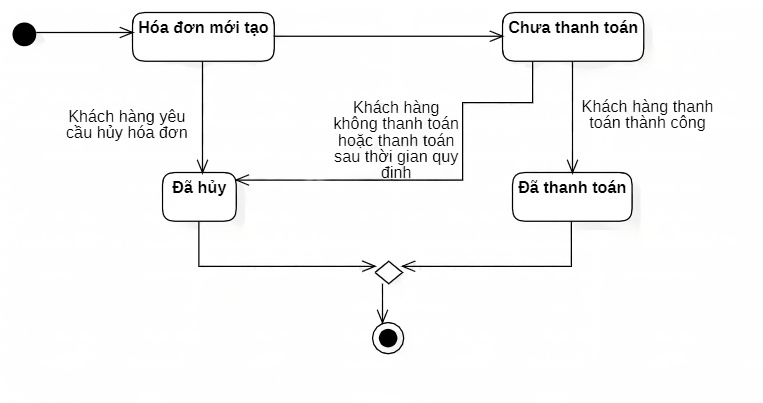 Hóa đơn mới tạo
Chưa thanh toán
Khách hàng yêu
cầu hủy hóa đơn
Khách hàng
không thanh toán
hoặc thanh toán
sau thời gian quy
định
Khách hàng thanh
toán thành công
Đã hủy
Đã thanh toán